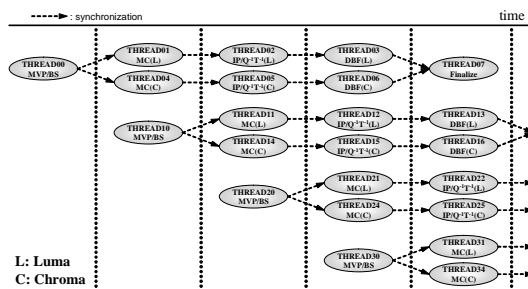 : synchronization
time
THREAD00
MVP/BS
THREAD01
MC(L)
THREAD02
IP/Q⁻¹T⁻¹(L)
THREAD03
DBF(L)
THREAD04
MC(C)
THREAD05
IP/Q⁻¹T⁻¹(C)
THREAD06
DBF(C)
THREAD07
Finalize
THREAD10
MVP/BS
THREAD11
MC(L)
THREAD12
IP/Q⁻¹T⁻¹(L)
THREAD13
DBF(L)
THREAD14
MC(C)
THREAD15
IP/Q⁻¹T⁻¹(C)
THREAD16
DBF(C)
THREAD20
MVP/BS
THREAD21
MC(L)
THREAD22
IP/Q⁻¹T⁻¹(L)
THREAD24
MC(C)
THREAD25
IP/Q⁻¹T⁻¹(C)
THREAD30
MVP/BS
THREAD31
MC(L)
THREAD34
MC(C)
L: Luma
C: Chroma